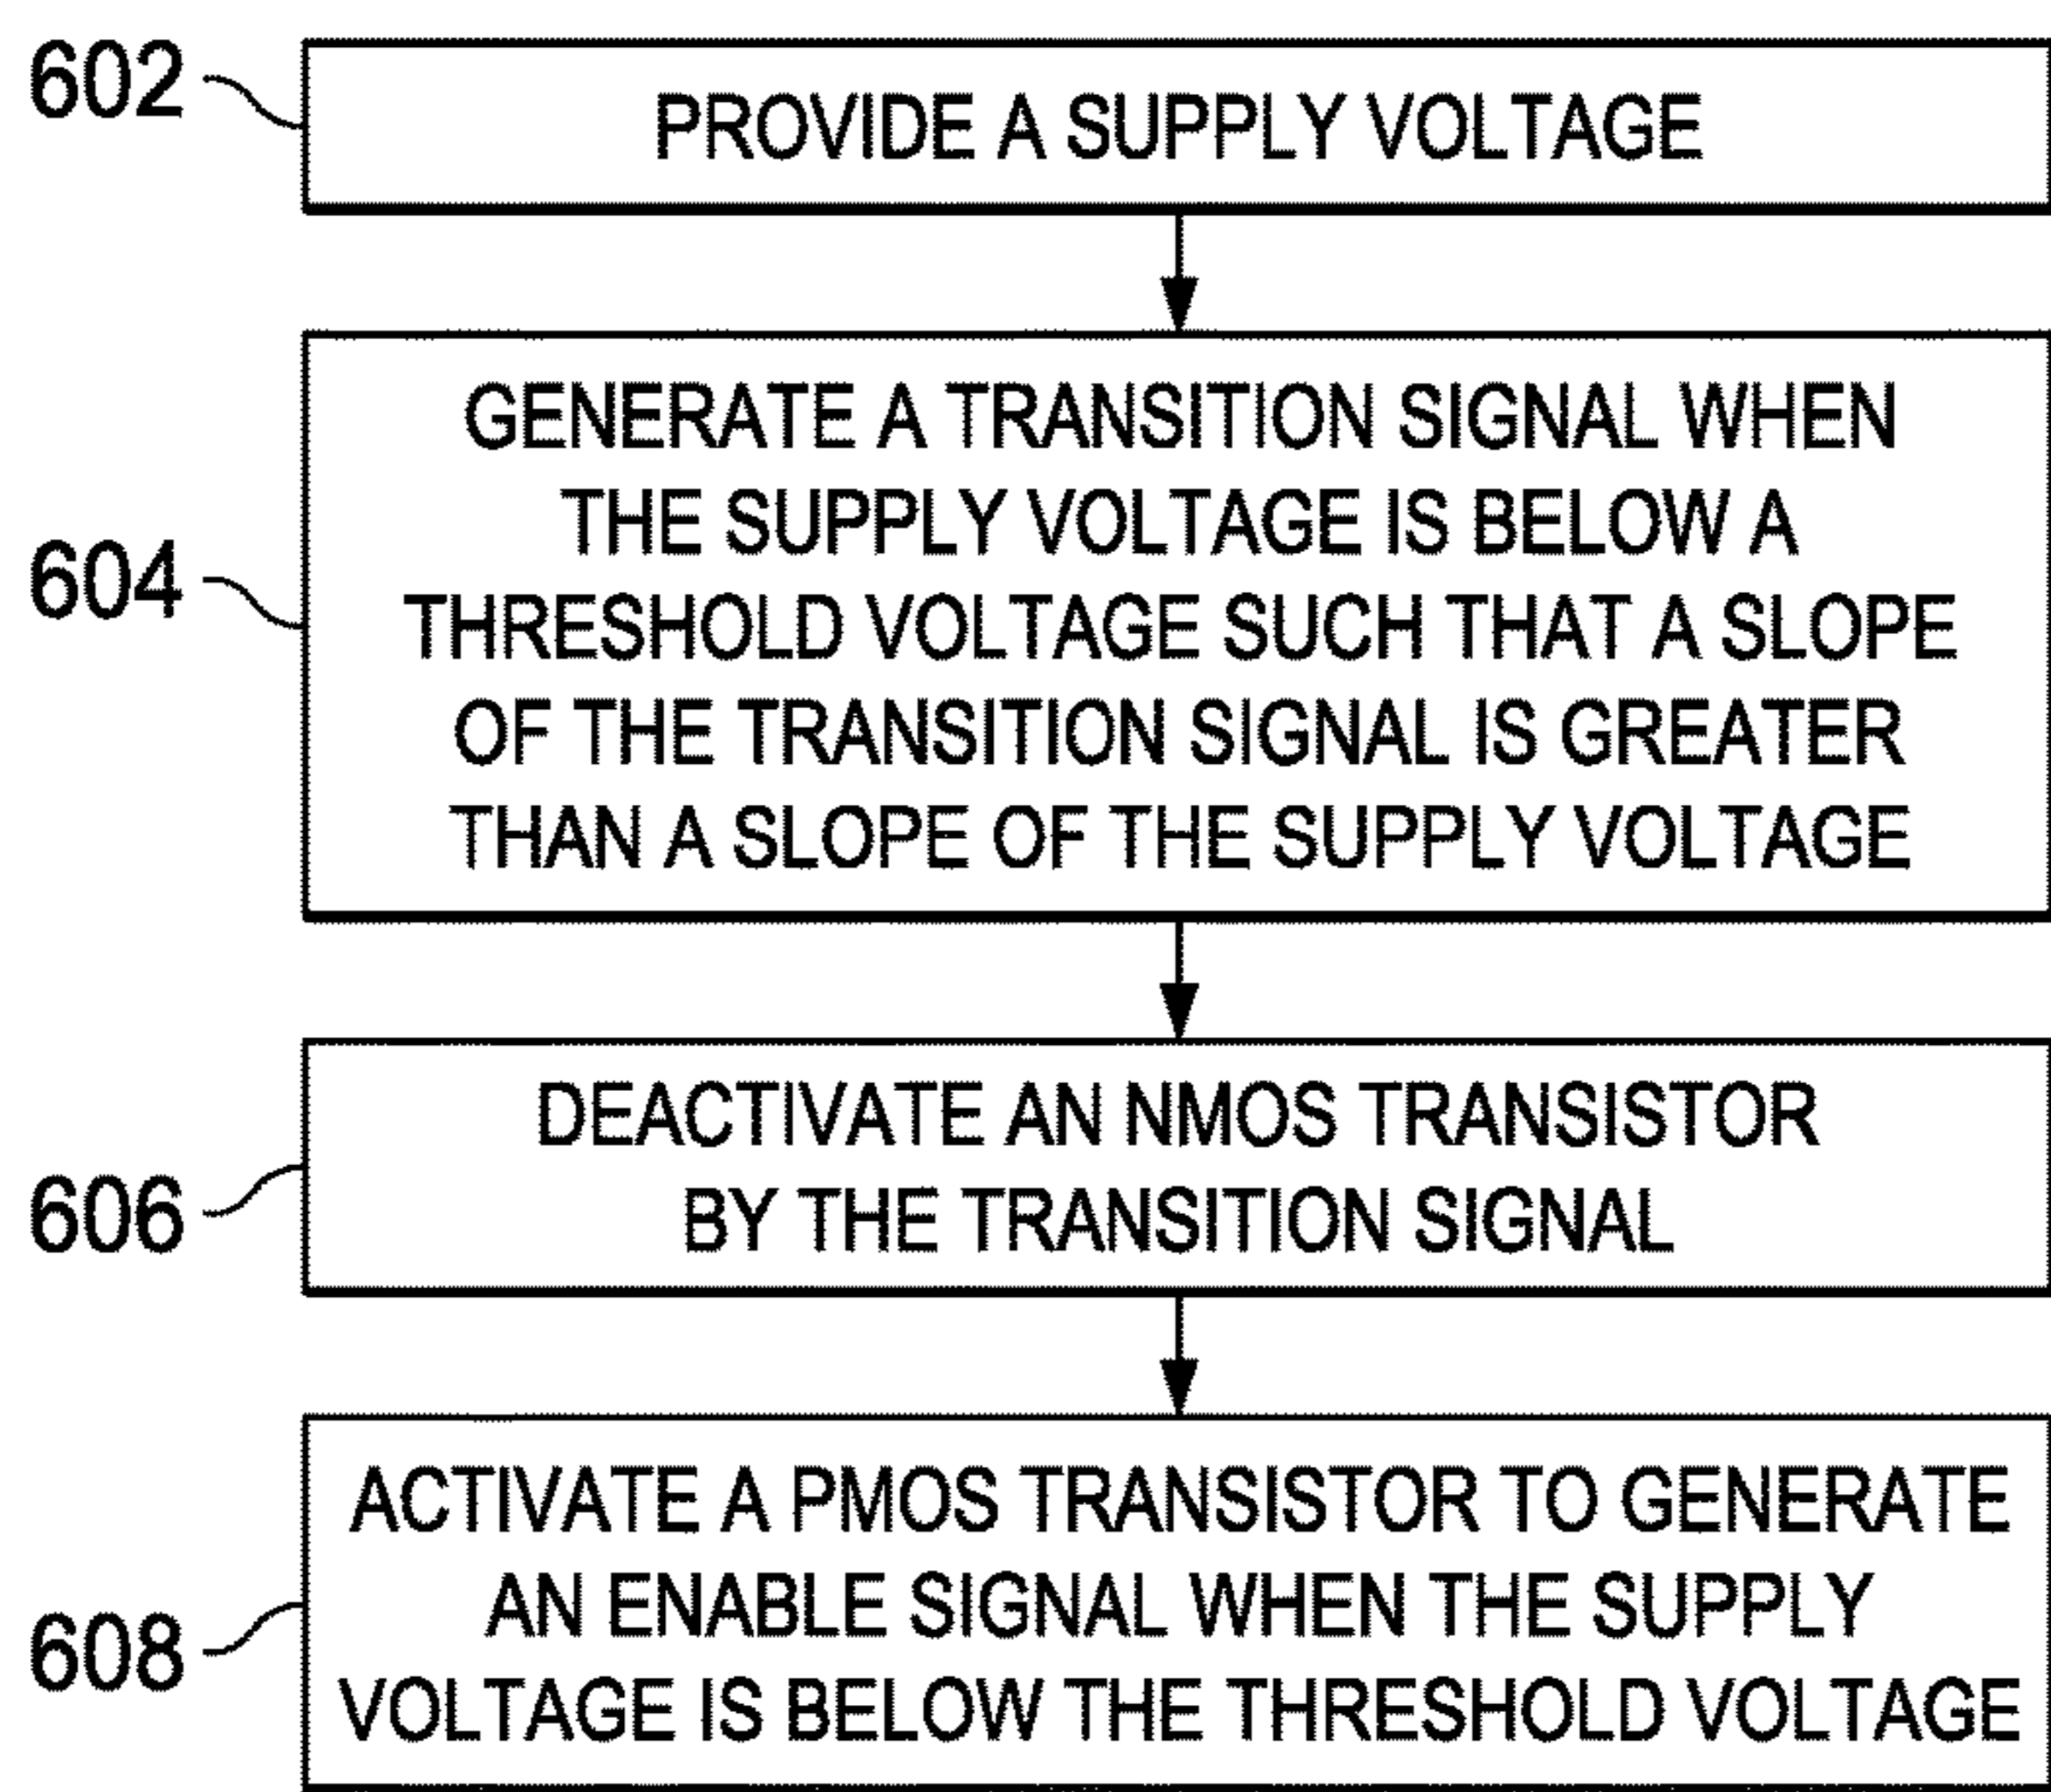 602
PROVIDE A SUPPLY VOLTAGE
604
GENERATE A TRANSITION SIGNAL WHEN
THE SUPPLY VOLTAGE IS BELOW A
THRESHOLD VOLTAGE SUCH THAT A SLOPE
OF THE TRANSITION SIGNAL IS GREATER
THAN A SLOPE OF THE SUPPLY VOLTAGE
606
DEACTIVATE AN NMOS TRANSISTOR
BY THE TRANSITION SIGNAL
608
ACTIVATE A PMOS TRANSISTOR TO GENERATE
AN ENABLE SIGNAL WHEN THE SUPPLY
VOLTAGE IS BELOW THE THRESHOLD VOLTAGE